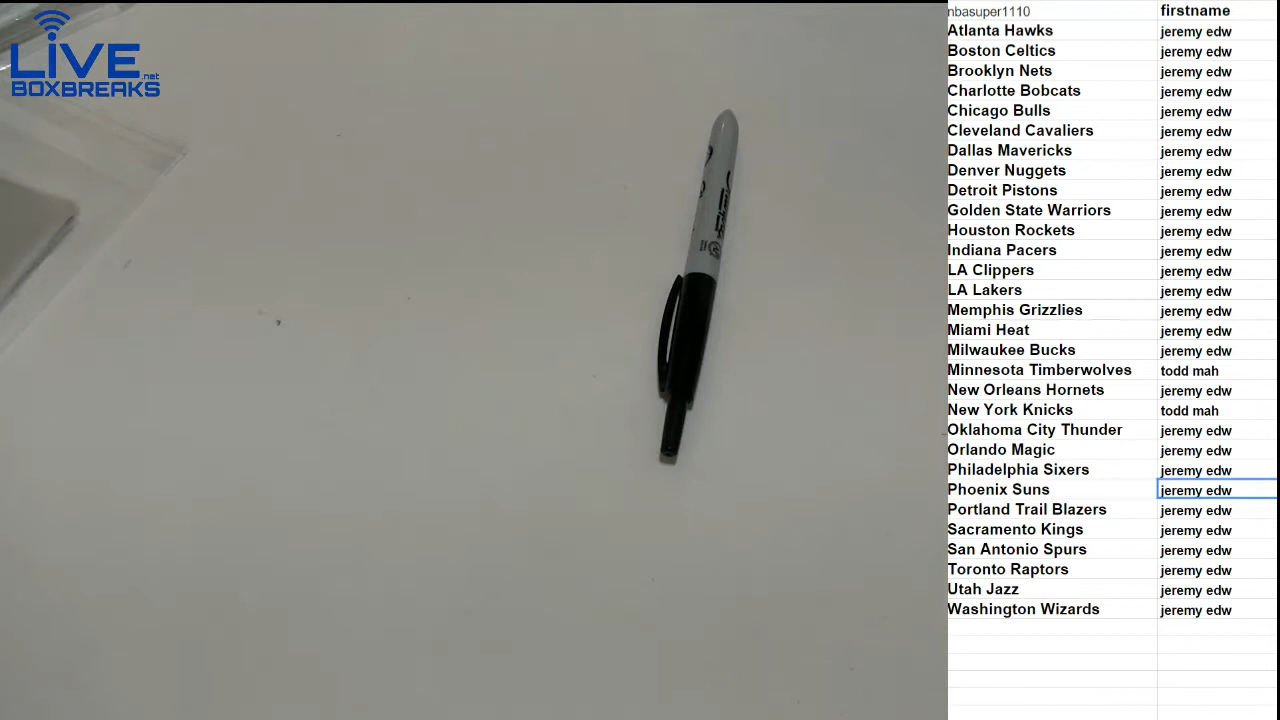 LIVE.net
BOXBREAKS
nbasuper1110 firstname
Atlanta Hawks jeremy edw
Boston Celtics jeremy edw
Brooklyn Nets jeremy edw
Charlotte Bobcats jeremy edw
Chicago Bulls jeremy edw
Cleveland Cavaliers jeremy edw
Dallas Mavericks jeremy edw
Denver Nuggets jeremy edw
Detroit Pistons jeremy edw
Golden State Warriors jeremy edw
Houston Rockets jeremy edw
Indiana Pacers jeremy edw
LA Clippers jeremy edw
LA Lakers jeremy edw
Memphis Grizzlies jeremy edw
Miami Heat jeremy edw
Milwaukee Bucks jeremy edw
Minnesota Timberwolves todd mah
New Orleans Hornets jeremy edw
New York Knicks todd mah
Oklahoma City Thunder jeremy edw
Orlando Magic jeremy edw
Philadelphia Sixers jeremy edw
Phoenix Suns jeremy edw
Portland Trail Blazers jeremy edw
Sacramento Kings jeremy edw
San Antonio Spurs jeremy edw
Toronto Raptors jeremy edw
Utah Jazz jeremy edw
Washington Wizards jeremy edw